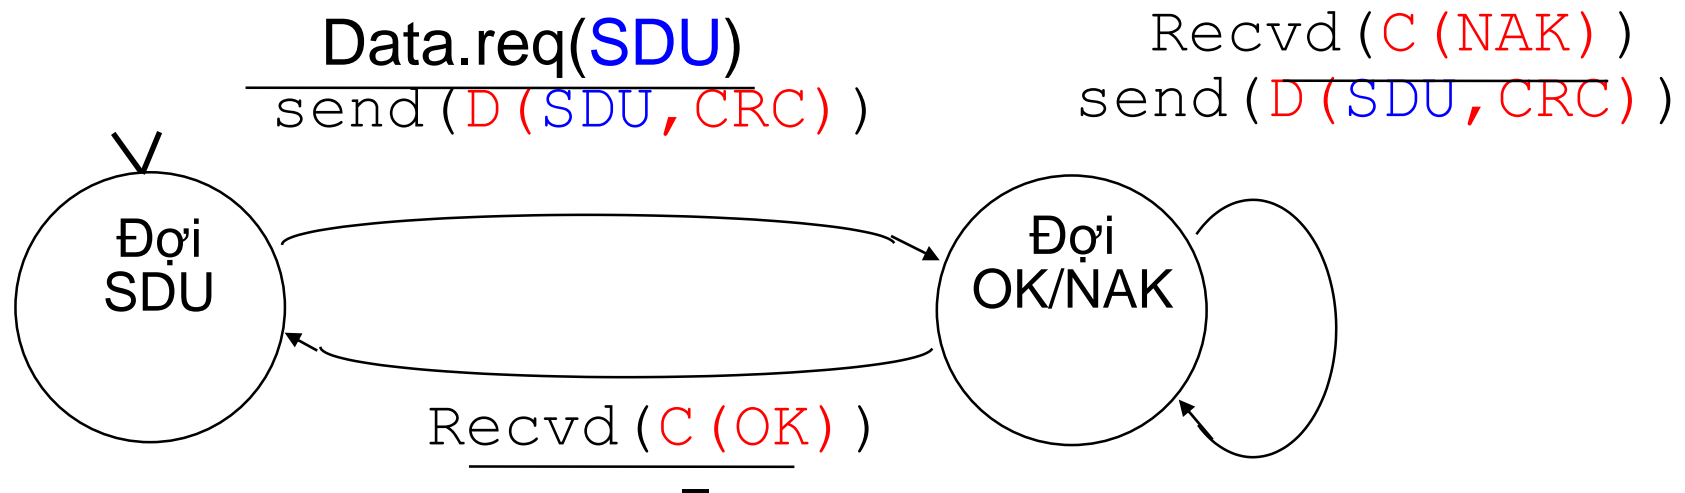 Data.req(SDU)
send(D(SDU,CRC))
Recvd(C(NAK))
send(D(SDU,CRC))
Đợi
SDU
Đợi
OK/NAK
Recvd(C(OK))
-